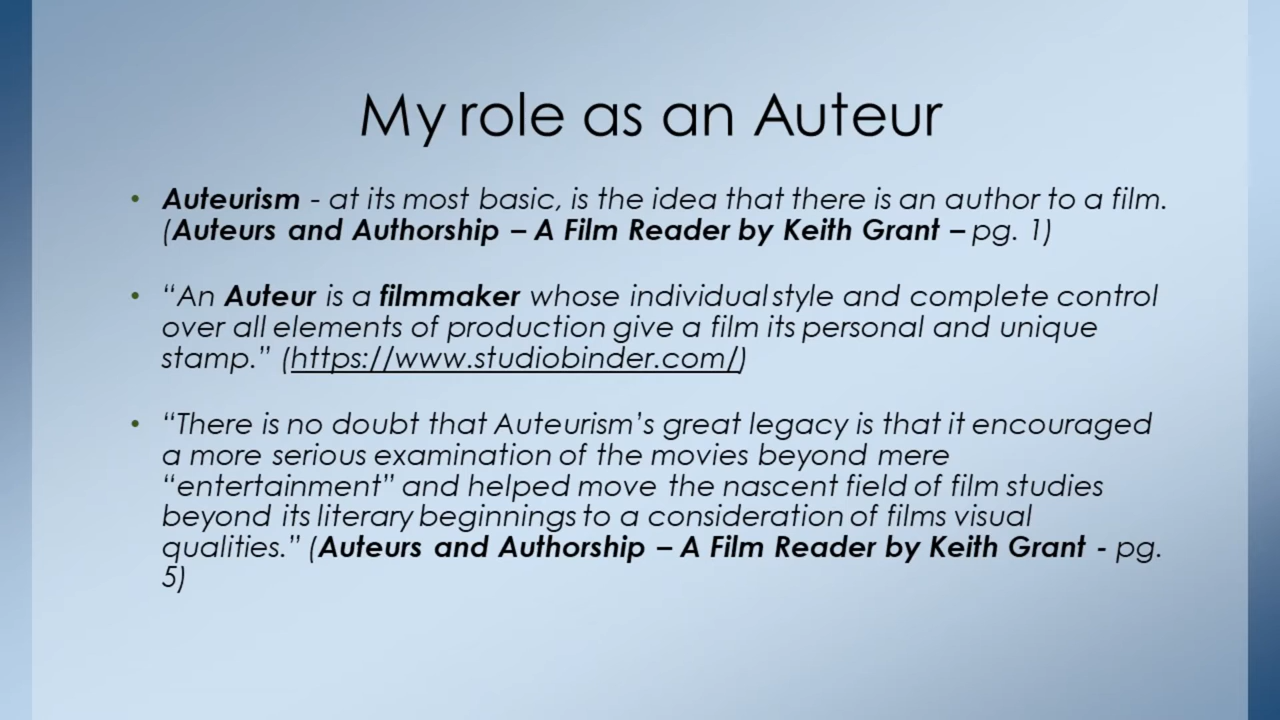 My role as an Auteur
• Auteurism - at its most basic, is the idea that there is an author to a film.
(Auteurs and Authorship – A Film Reader by Keith Grant – pg. 1)
• “An Auteur is a filmmaker whose individual style and complete control
over all elements of production give a film its personal and unique
stamp.” (https://www.studiobinder.com/)
• “There is no doubt that Auteurism’s great legacy is that it encouraged
a more serious examination of the movies beyond mere
“entertainment” and helped move the nascent field of film studies
beyond its literary beginnings to a consideration of films visual
qualities.” (Auteurs and Authorship – A Film Reader by Keith Grant - pg.
5)